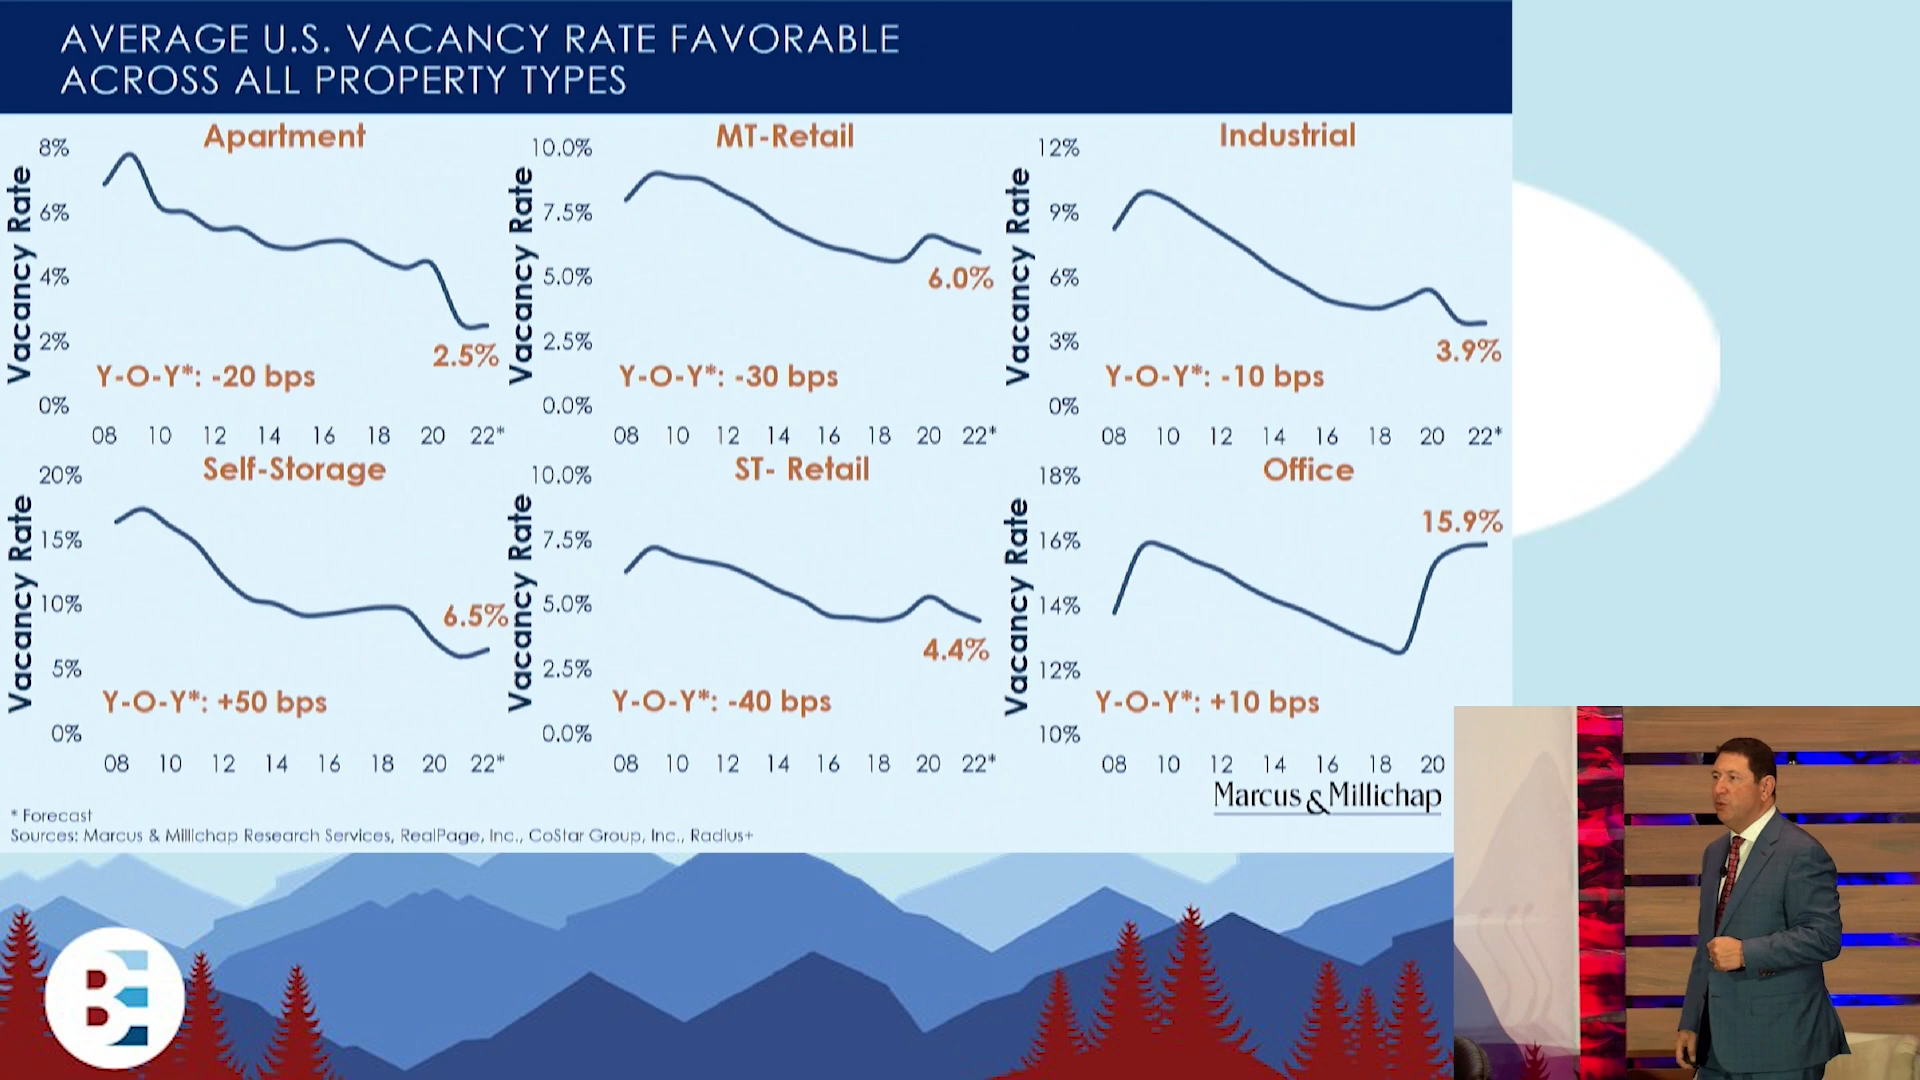 AVERAGE U.S. VACANCY RATE FAVORABLE
ACROSS ALL PROPERTY TYPES
Apartment
Vacancy Rate
8%
6%
4%
2%
0%
2.5%
Y-O-Y*: -20 bps
08 10 12 14 16 18 20 22*
MT-Retail
Vacancy Rate
10.0%
7.5%
5.0%
2.5%
0.0%
6.0%
Y-O-Y*: -30 bps
08 10 12 14 16 18 20 22*
Industrial
Vacancy Rate
12%
9%
6%
3%
0%
3.9%
Y-O-Y*: -10 bps
08 10 12 14 16 18 20 22*
Self-Storage
Vacancy Rate
20%
15%
10%
5%
0%
6.5%
Y-O-Y*: +50 bps
08 10 12 14 16 18 20 22*
ST- Retail
Vacancy Rate
10.0%
7.5%
5.0%
2.5%
0.0%
4.4%
Y-O-Y*: -40 bps
08 10 12 14 16 18 20 22*
Office
Vacancy Rate
18%
16%
14%
12%
10%
15.9%
Y-O-Y*: +10 bps
08 10 12 14 16 18 20
Marcus & Millichap
* Forecast
Sources: Marcus & Millichap Research Services, RealPage, Inc., CoStar Group, Inc., Radius+
BE